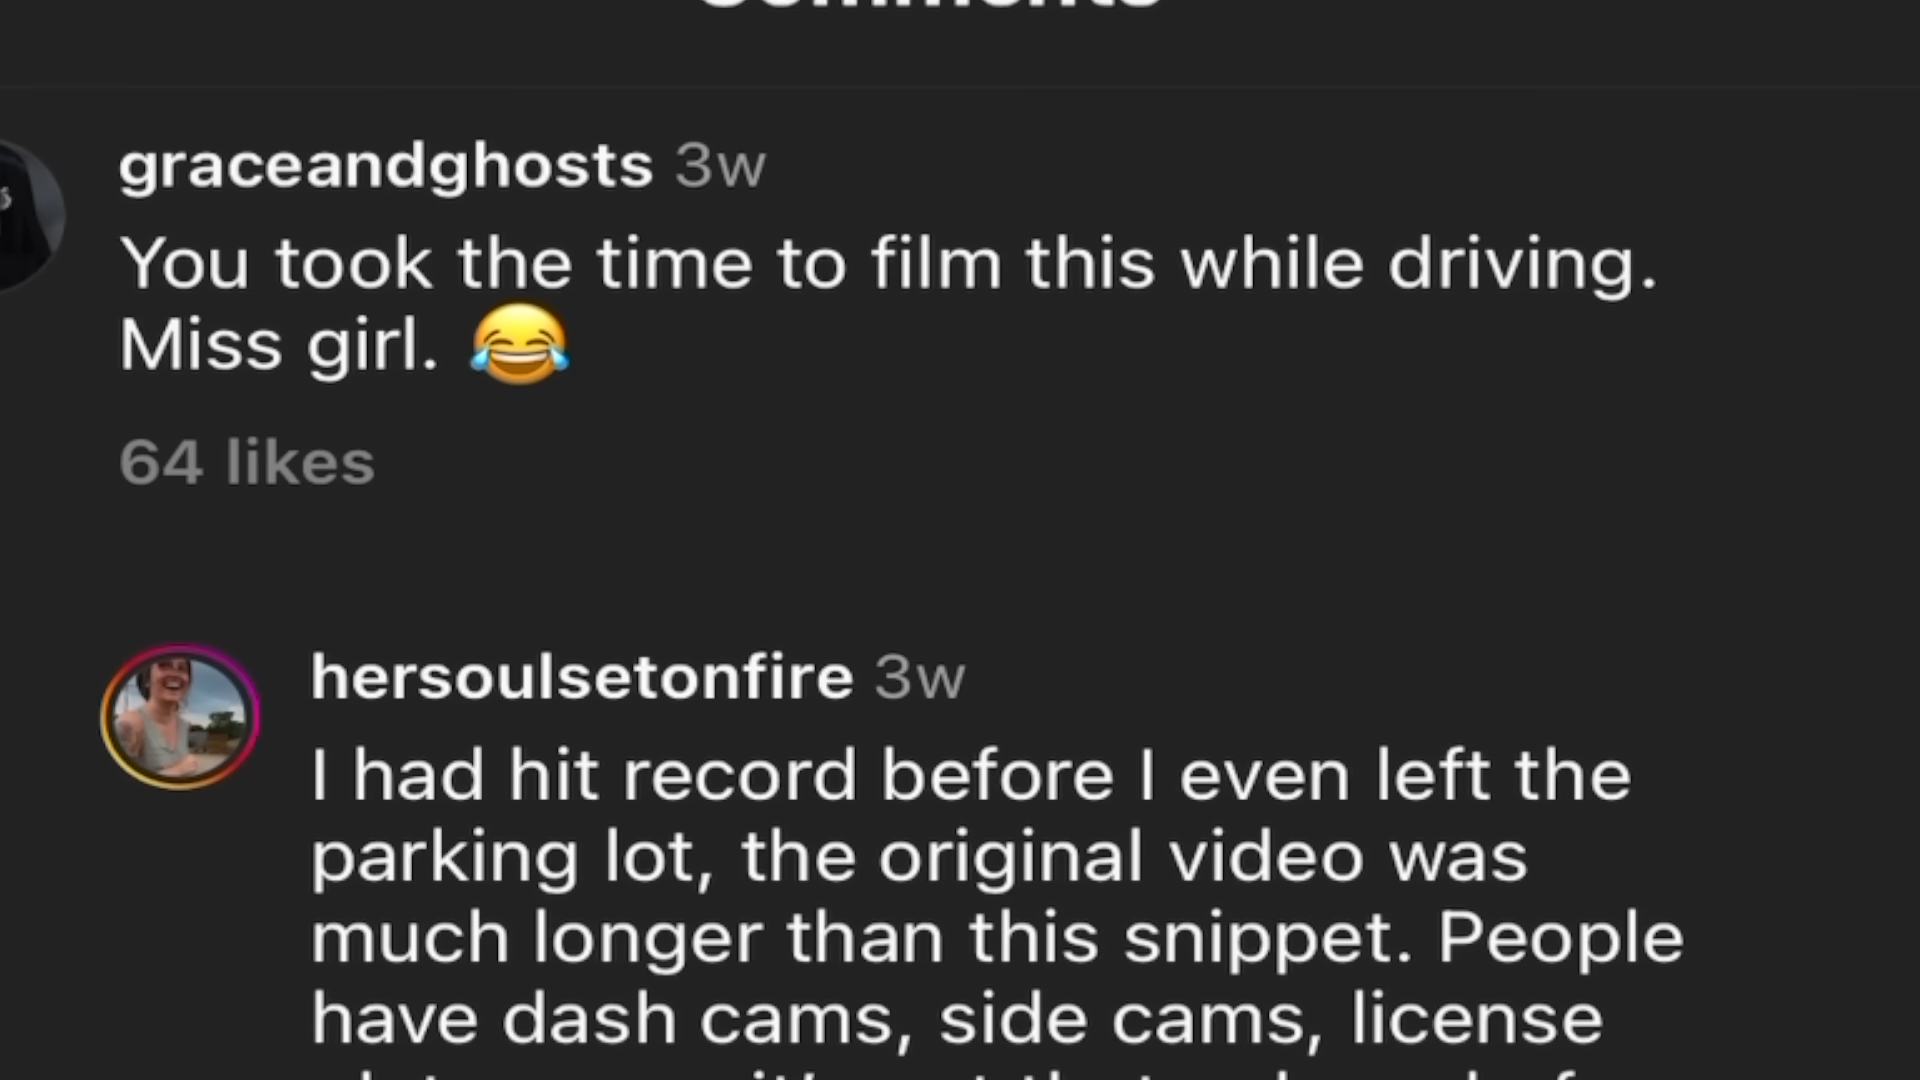 Comments
graceandghosts 3w
You took the time to film this while driving.
Miss girl. 😂
64 likes
hersoulsetonfire 3w
I had hit record before I even left the
parking lot, the original video was
much longer than this snippet. People
have dash cams, side cams, license